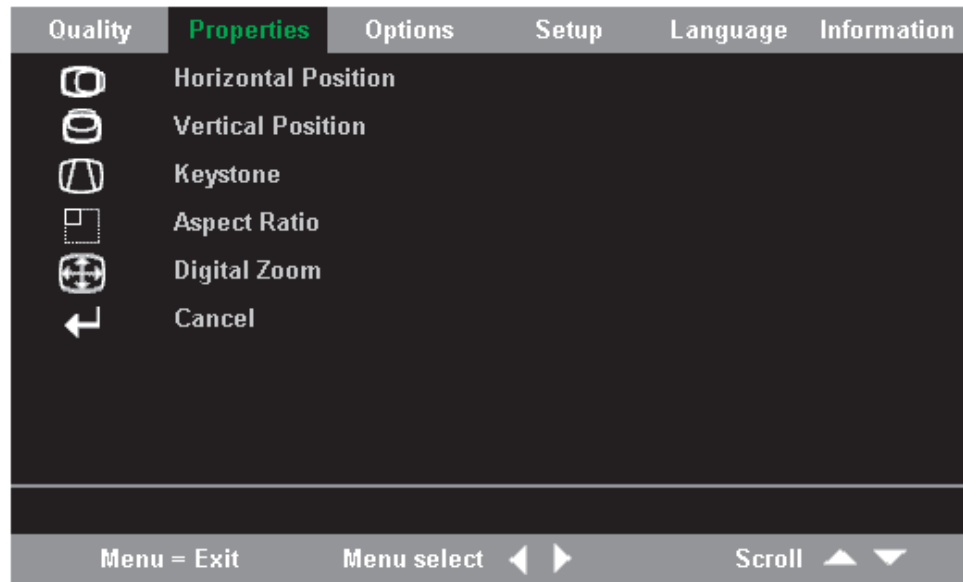 Quality Properties Options Setup Language Information
Horizontal Position
Vertical Position
Keystone
Aspect Ratio
Digital Zoom
Cancel
Menu = Exit Menu select Scroll